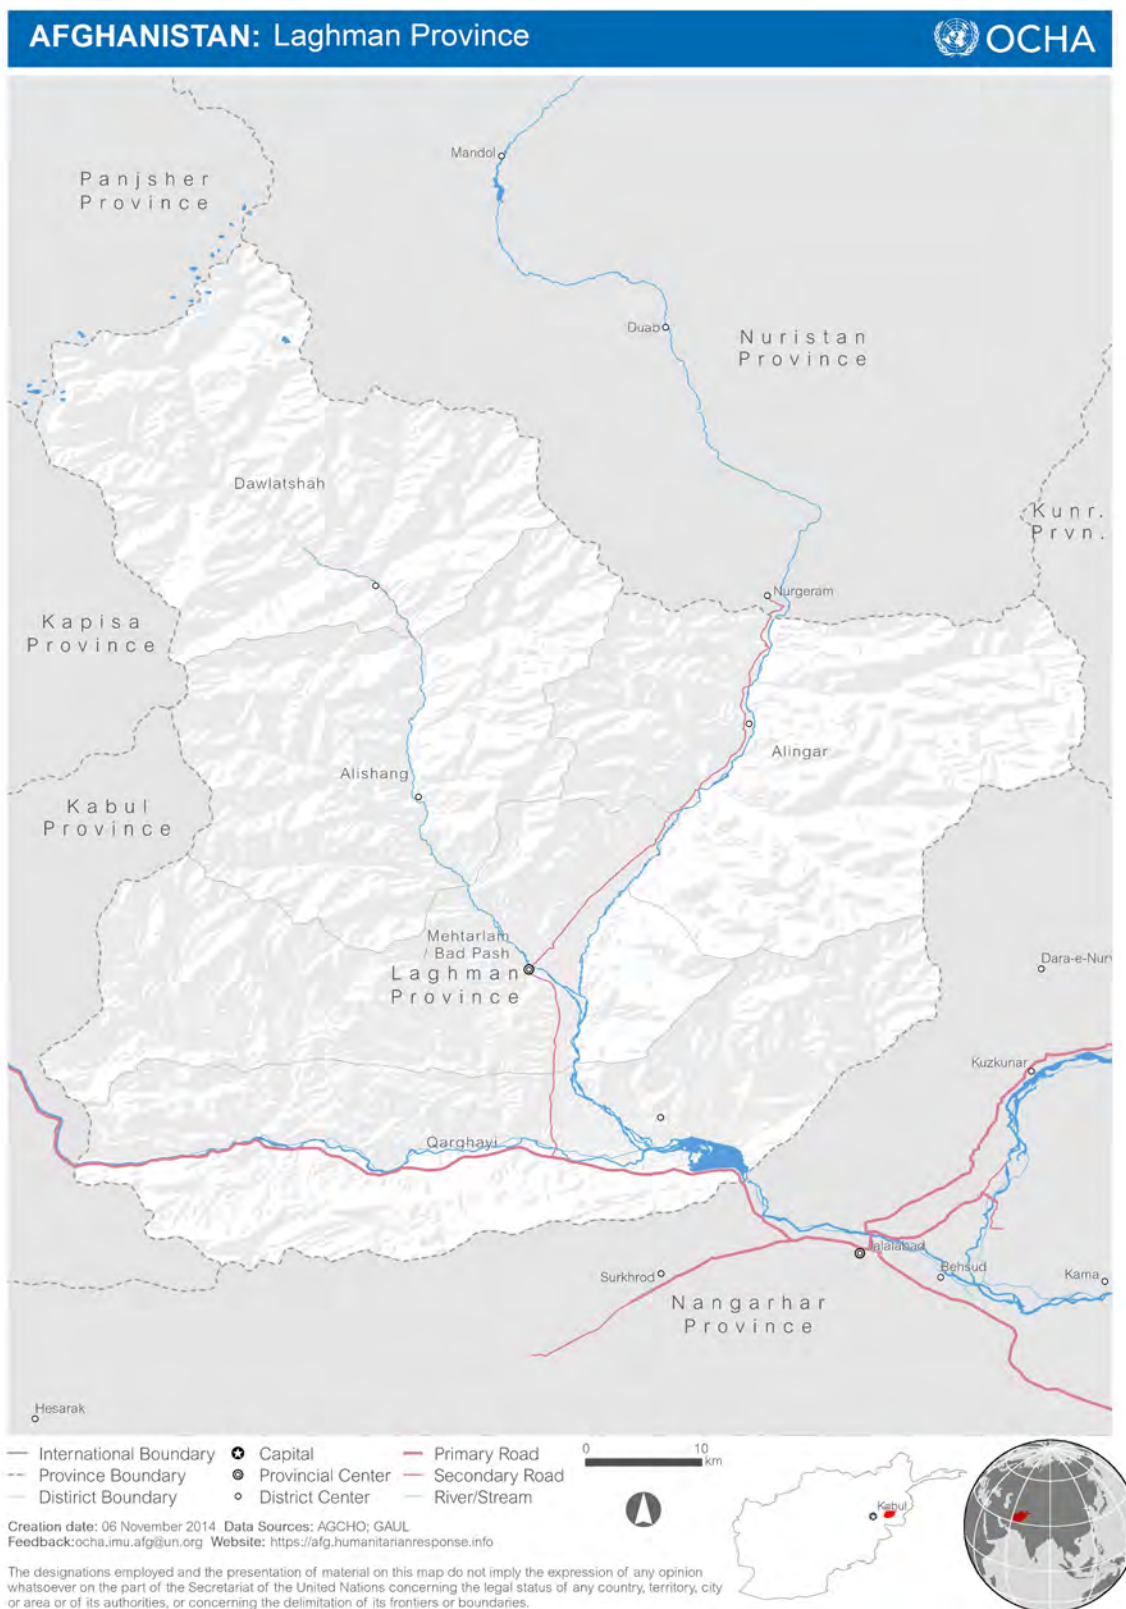 AFGHANISTAN: Laghman Province
OCHA
Mandol
Panjsher
Province
Duab
Nuristan
Province
Dawlatshah
Kunr.
Prvn.
Nurgeram
Kapisa
Province
Alingar
Alishang
Kabul
Province
Mehtarlam
/ Bad Pash
Laghman
Province
Dara-e-Nur
Kuzkunar
Qarghayi
Jalalabad
Behsud
Surkhrod
Kama
Nangarhar
Province
Hesarak
International Boundary
Province Boundary
Distirict Boundary
Capital
Provincial Center
District Center
Primary Road
Secondary Road
River/Stream
0 10
km
Kabul
Creation date: 06 November 2014 Data Sources: AGCHO; GAUL
Feedback:ocha.imu.afg@un.org Website: https://afg.humanitarianresponse.info
The designations employed and the presentation of material on this map do not imply the expression of any opinion
whatsoever on the part of the Secretariat of the United Nations concerning the legal status of any country, territory, city
or area or of its authorities, or concerning the delimitation of its frontiers or boundaries.